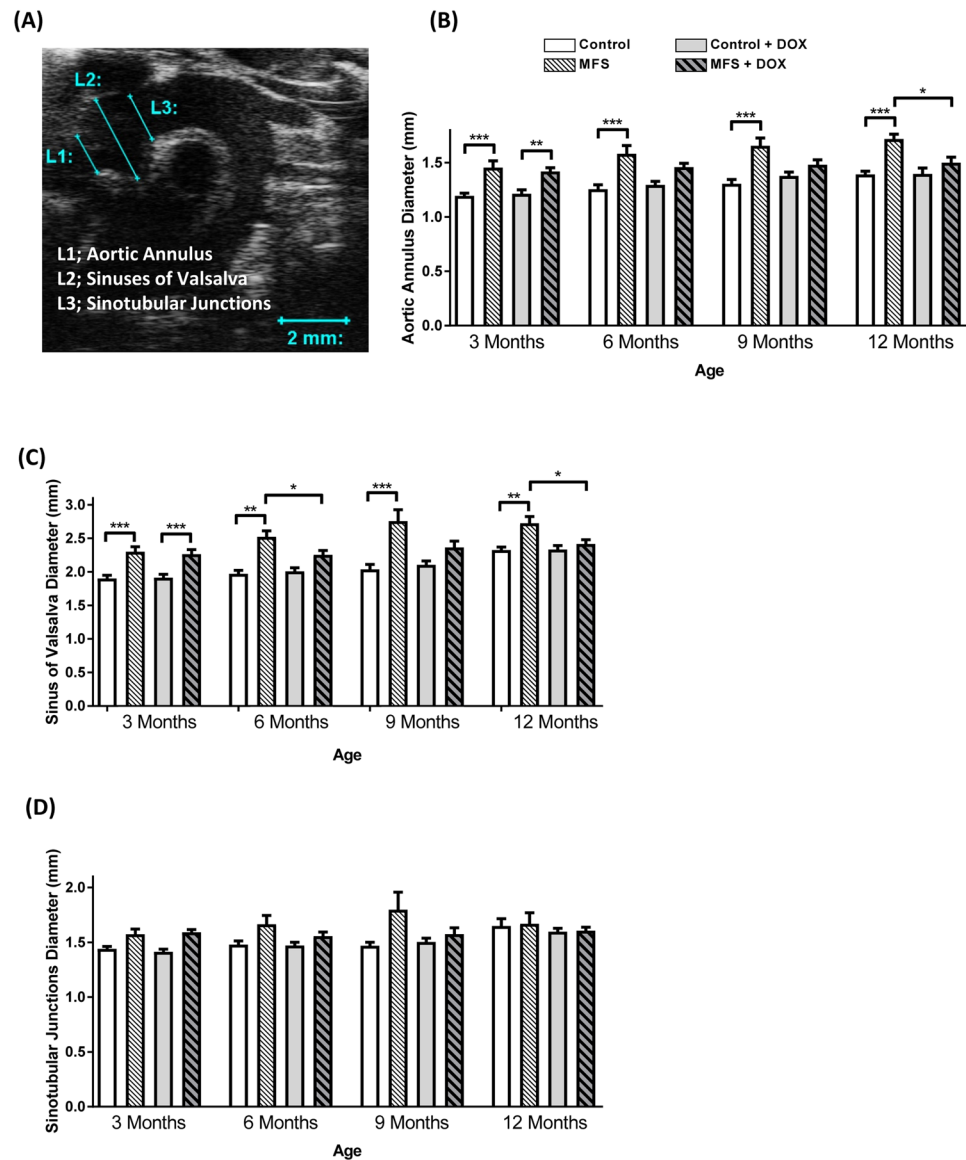 (A)
L2:
L3:
L1:
L1; Aortic Annulus
L2; Sinuses of Valsalva
L3; Sinotubular Junctions
2 mm:
(B)
Control
Control + DOX
MFS
MFS + DOX
Aortic Annulus Diameter (mm)
1.5
1.0
0.5
0.0
***
**
***
***
***
*
3 Months
6 Months
9 Months
12 Months
Age
(C)
Sinus of Valsalva Diameter (mm)
3.0
2.5
2.0
1.5
1.0
0.5
0.0
***
***
**
*
***
**
*
3 Months
6 Months
9 Months
12 Months
Age
(D)
Sinotubular Junctions Diameter (mm)
2.0
1.5
1.0
0.5
0.0
3 Months
6 Months
9 Months
12 Months
Age